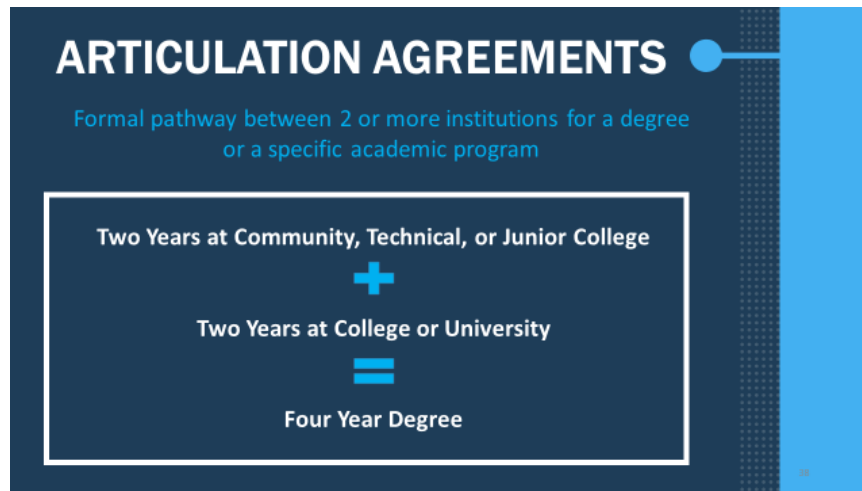 ARTICULATION AGREEMENTS
Formal pathway between 2 or more institutions for a degree
or a specific academic program
Two Years at Community, Technical, or Junior College
+
Two Years at College or University
=
Four Year Degree